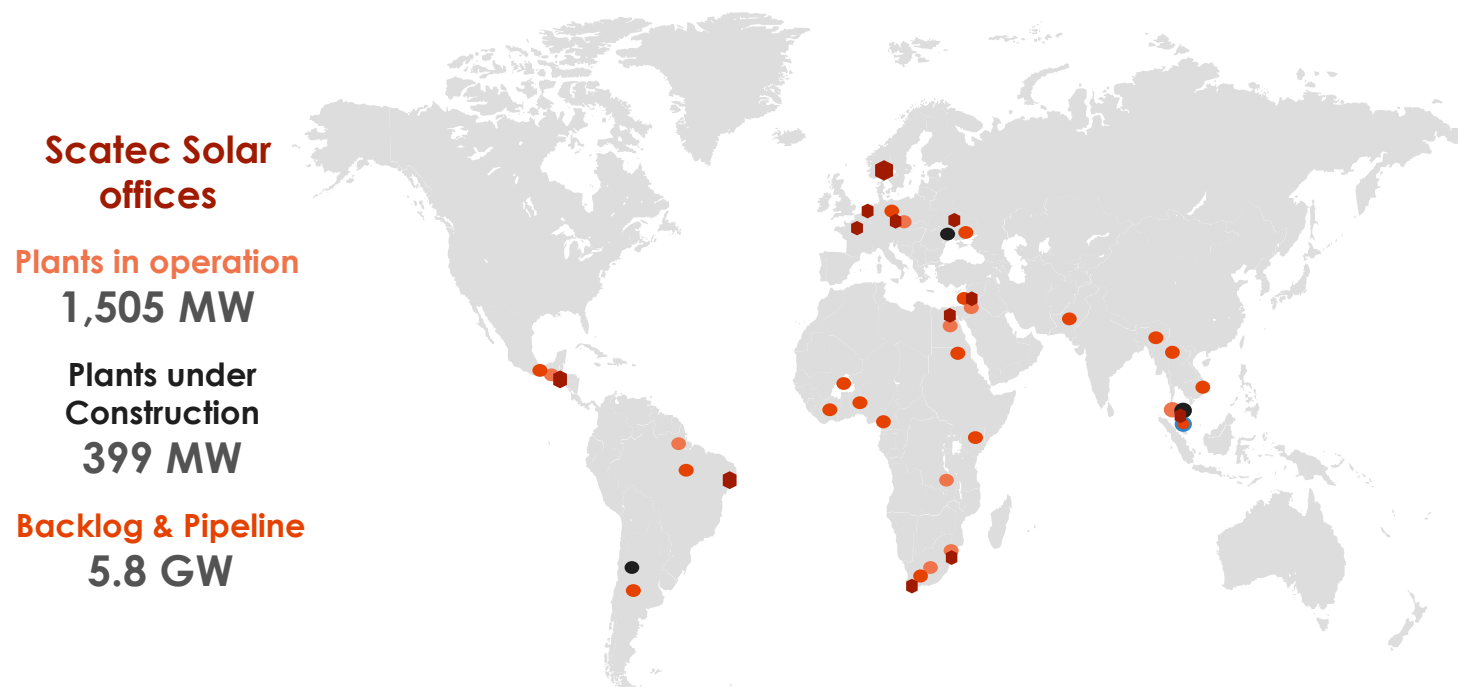 Scatec Solar
offices
Plants in operation
1,505 MW
Plants under
Construction
399 MW
Backlog & Pipeline
5.8 GW